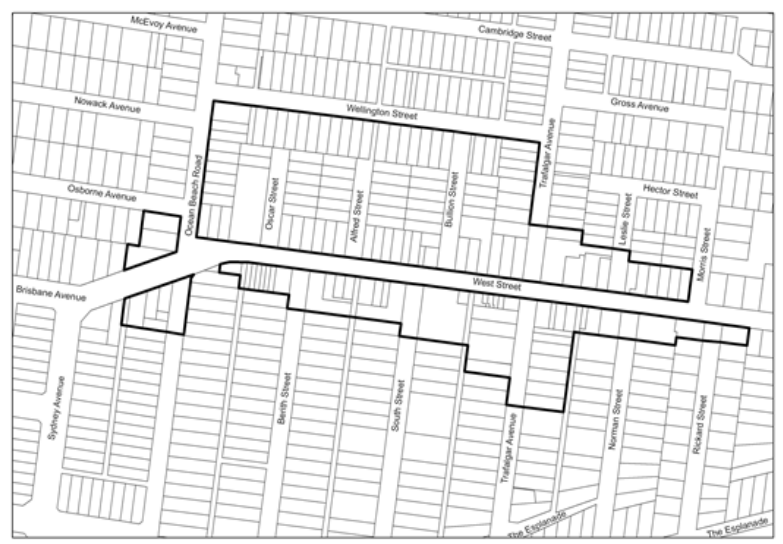 McEvoy Avenue
Cambridge Street
Nowack Avenue
Wellington Street
Gross Avenue
Trafalgar Avenue
Ocean Beach Road
Osborne Avenue
Oscar Street
Alfred Street
Bullion Street
Hector Street
Leslie Street
Morris Street
West Street
Brisbane Avenue
Sydney Avenue
Berith Street
South Street
Trafalgar Avenue
Norman Street
Rickard Street
The Esplanade
The Esplanade